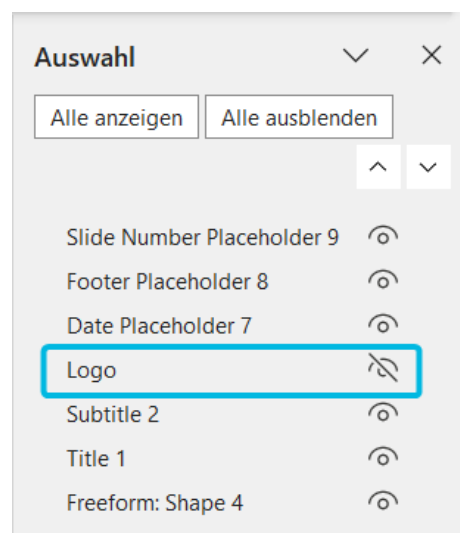 Auswahl
Alle anzeigen Alle ausblenden
Slide Number Placeholder 9
Footer Placeholder 8
Date Placeholder 7
Logo
Subtitle 2
Title 1
Freeform: Shape 4